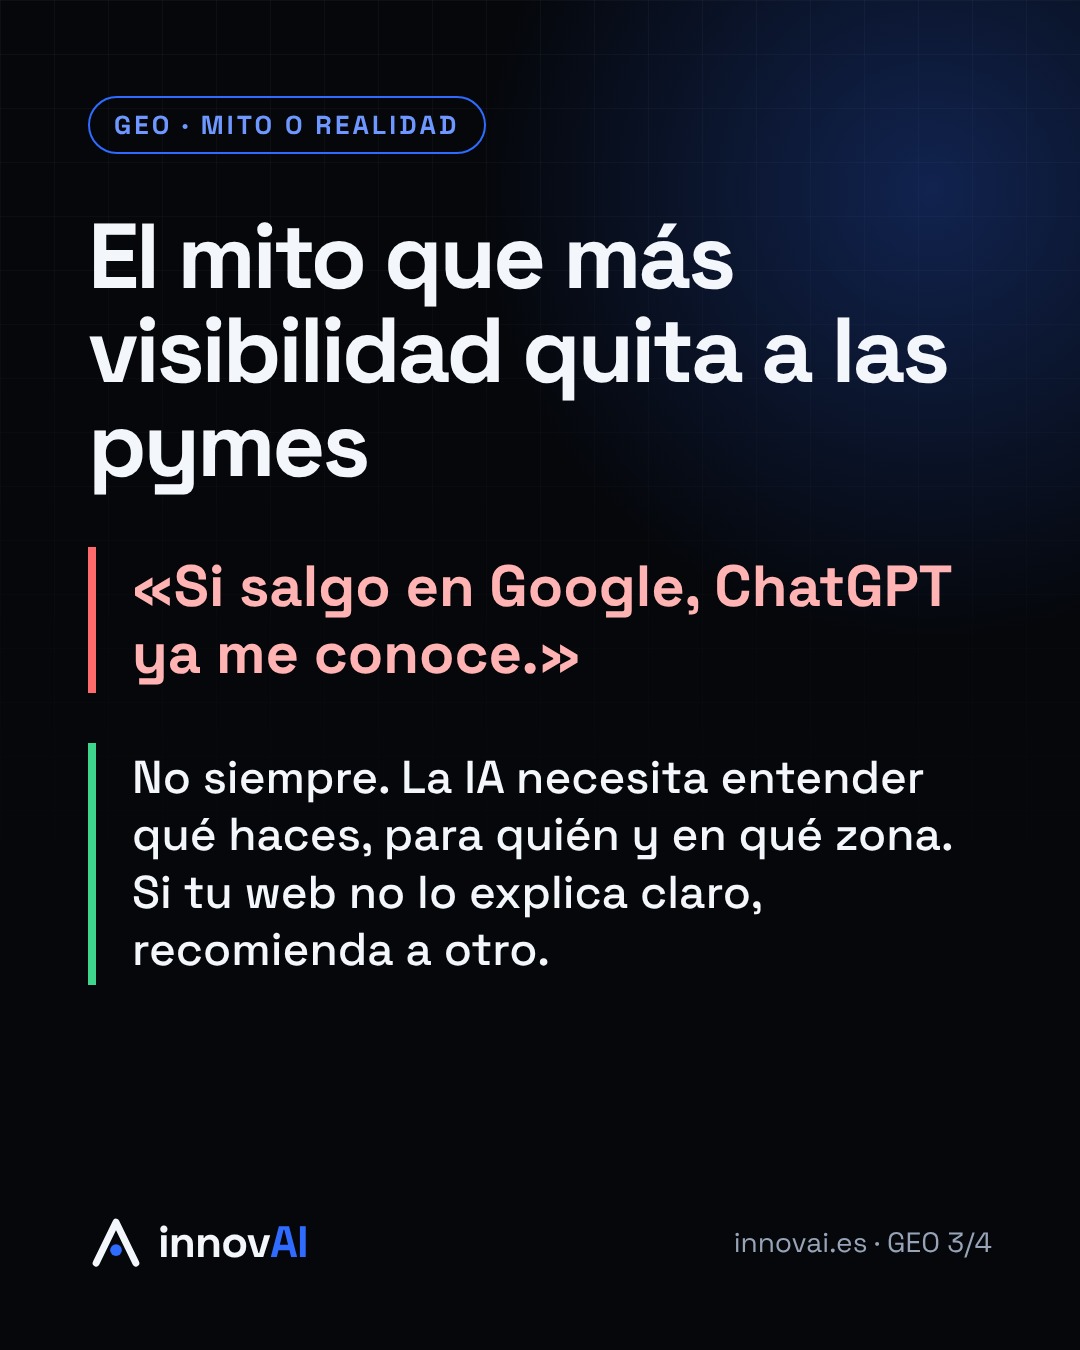 GEO · MITO O REALIDAD
El mito que más
visibilidad quita a las
pymes
«Si salgo en Google, ChatGPT
ya me conoce.»
No siempre. La IA necesita entender
qué haces, para quién y en qué zona.
Si tu web no lo explica claro,
recomienda a otro.
innovAI
innovai.es · GEO 3/4